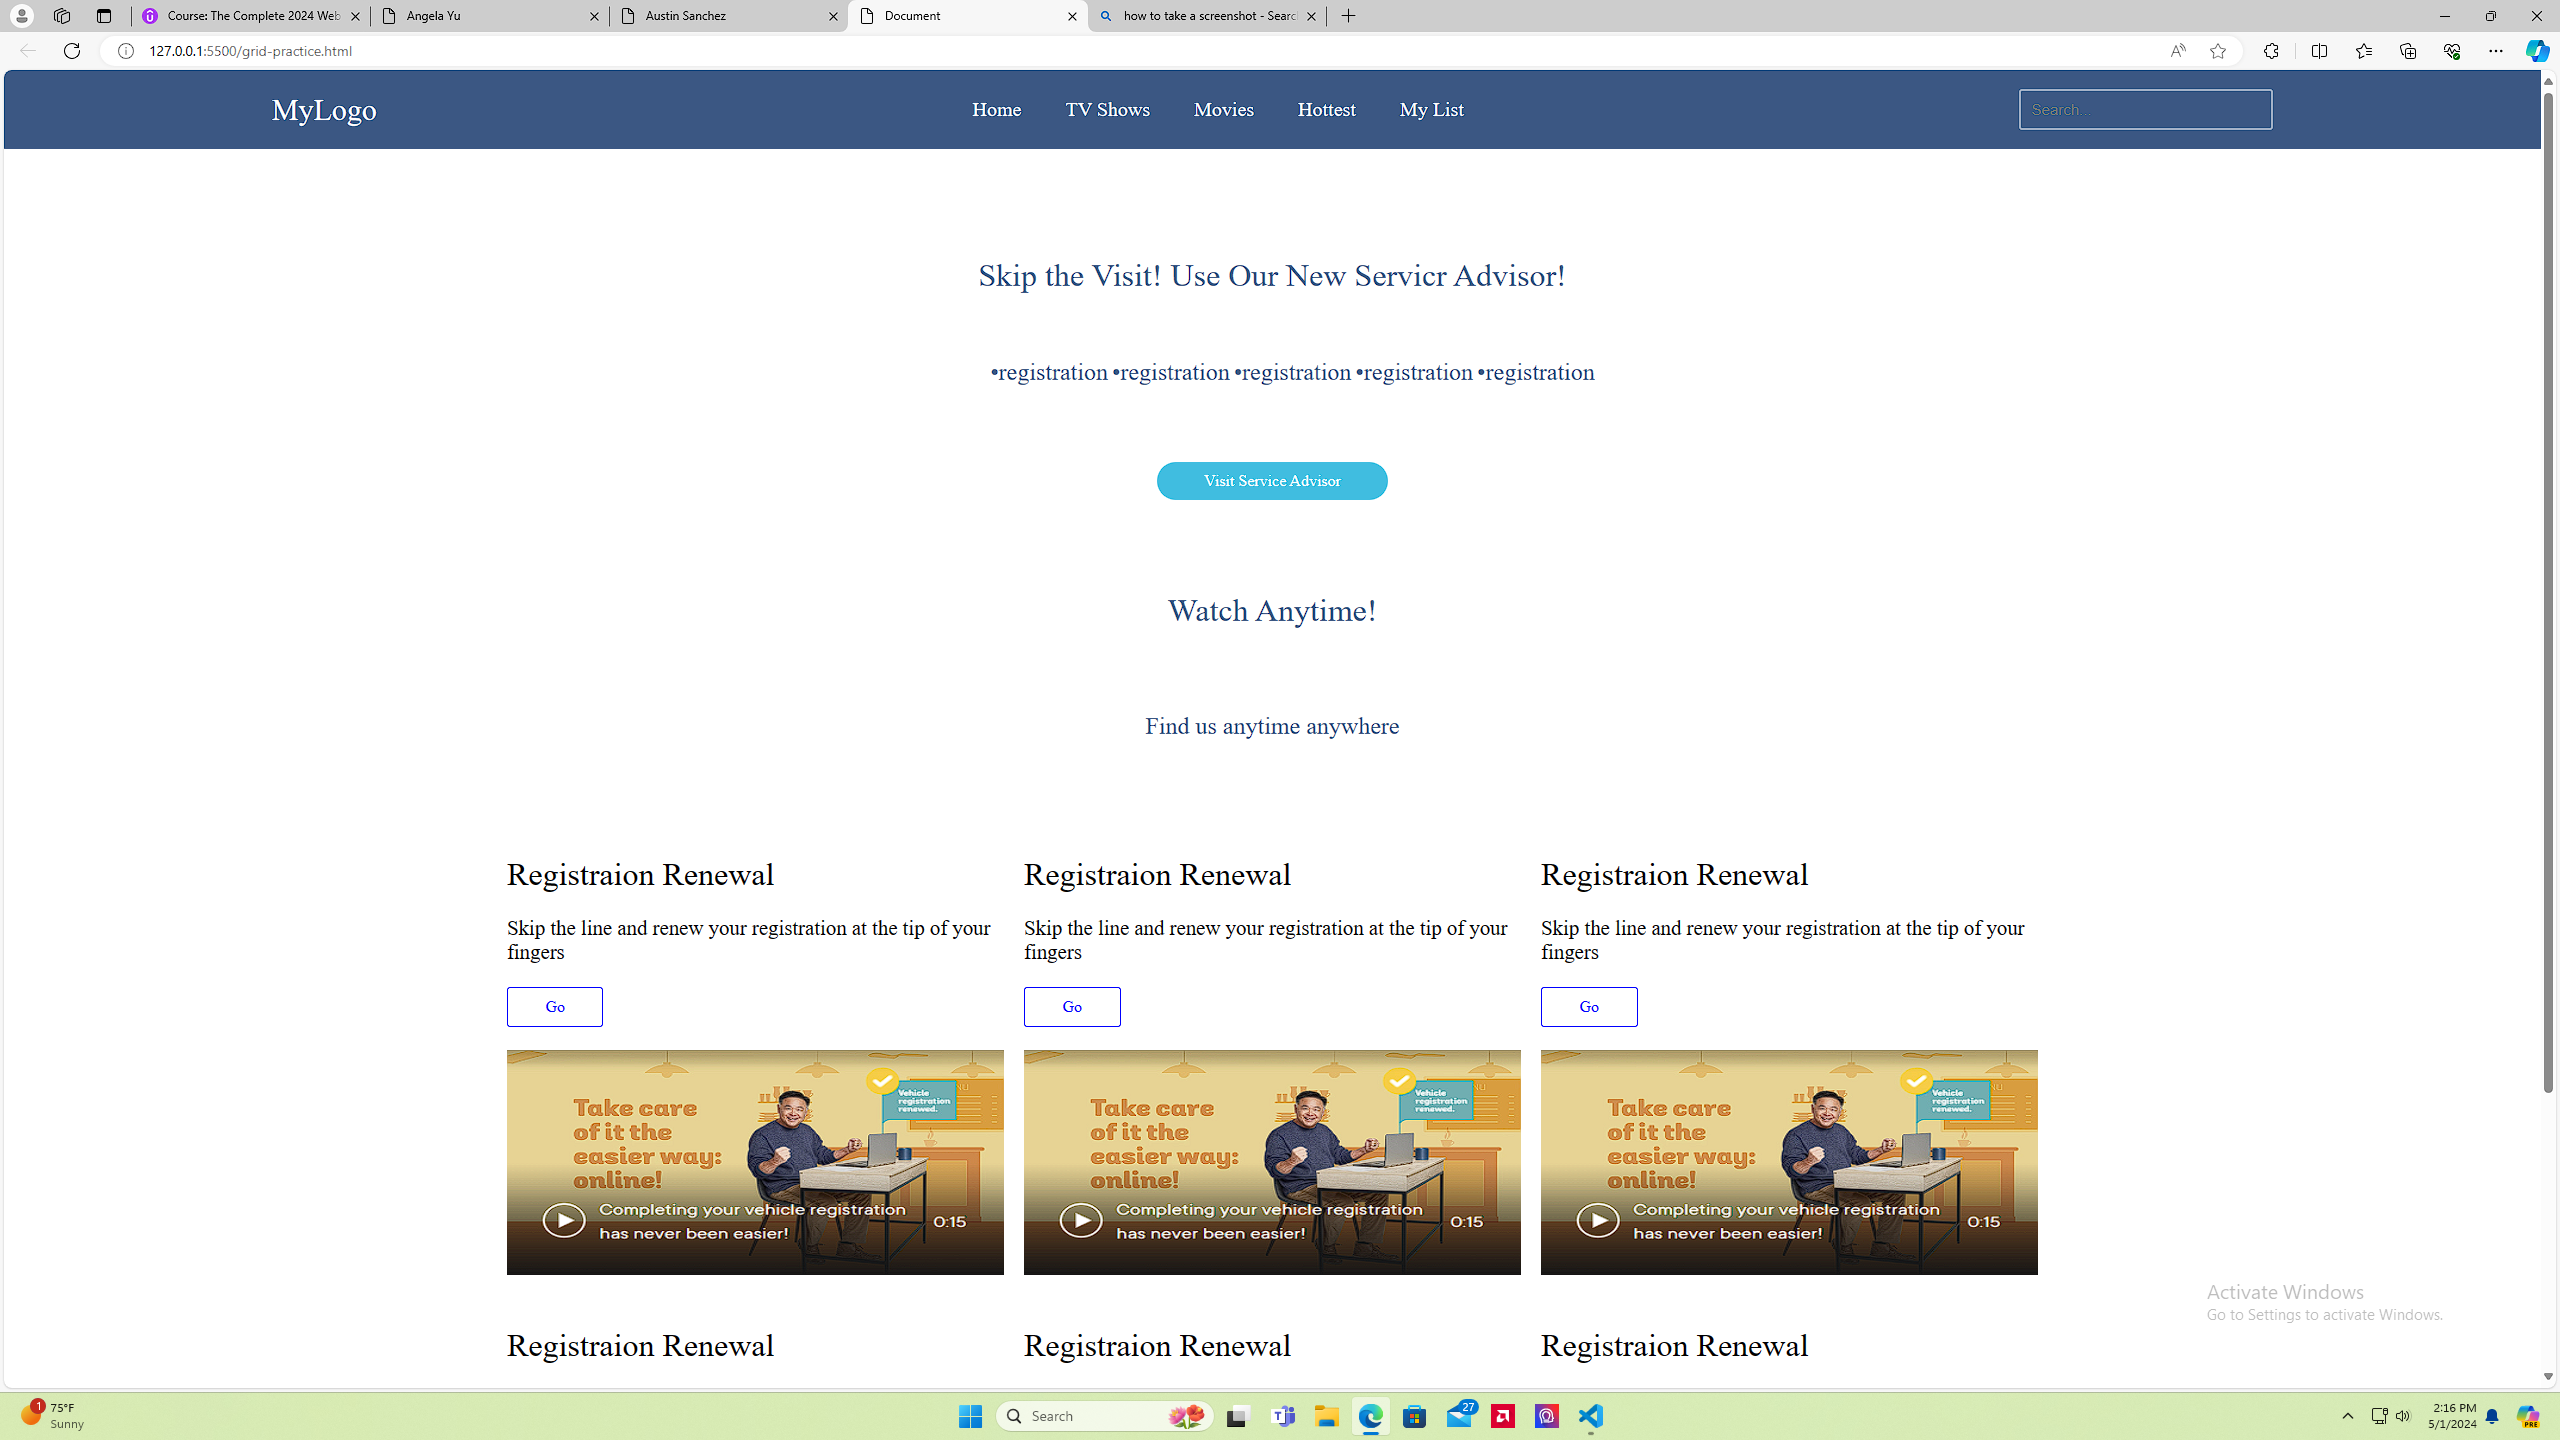 Course: The Complete 2024 Web
Angela Yu
Austin Sanchez
Document
how to take a screenshot - Searc
127.0.0.1:5500/grid-practice.html
MyLogo
Home TV Shows Movies Hottest My List
Search...
Skip the Visit! Use Our New Servicr Advisor!
•registration •registration •registration •registration •registration
Visit Service Advisor
Watch Anytime!
Find us anytime anywhere
Registraion Renewal
Skip the line and renew your registration at the tip of your
fingers
Go
Take care
of it the
easier way:
online!
Vehicle
registration
renewed.
Completing your vehicle registration
has never been easier!
0:15
Registraion Renewal
Skip the line and renew your registration at the tip of your
fingers
Go
Take care
of it the
easier way:
online!
Vehicle
registration
renewed.
Completing your vehicle registration
has never been easier!
0:15
Registraion Renewal
Skip the line and renew your registration at the tip of your
fingers
Go
Take care
of it the
easier way:
online!
Vehicle
registration
renewed.
Completing your vehicle registration
has never been easier!
0:15
Registraion Renewal
Registraion Renewal
Registraion Renewal
Activate Windows
Go to Settings to activate Windows.
1
75°F
Sunny
Search
27
2:16 PM
5/1/2024
PRE